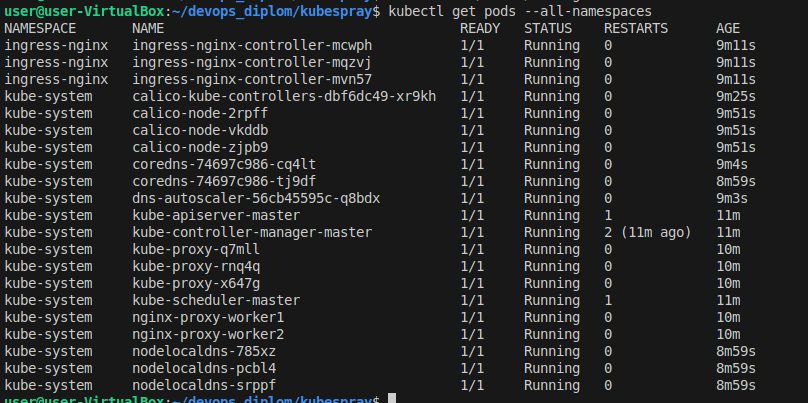 user@user-VirtualBox:~/devops_diplom/kubespray$ kubectl get pods --all-namespaces
NAMESPACE NAME READY STATUS RESTARTS AGE
ingress-nginx ingress-nginx-controller-mcwph 1/1 Running 0 9m11s
ingress-nginx ingress-nginx-controller-mqzvj 1/1 Running 0 9m11s
ingress-nginx ingress-nginx-controller-mvn57 1/1 Running 0 9m11s
kube-system calico-kube-controllers-dbf6dc49-xr9kh 1/1 Running 0 9m25s
kube-system calico-node-2rpff 1/1 Running 0 9m51s
kube-system calico-node-vkddb 1/1 Running 0 9m51s
kube-system calico-node-zjpb9 1/1 Running 0 9m51s
kube-system coredns-74697c986-cq4lt 1/1 Running 0 9m4s
kube-system coredns-74697c986-tj9df 1/1 Running 0 8m59s
kube-system dns-autoscaler-56cb45595c-q8bdx 1/1 Running 0 9m3s
kube-system kube-apiserver-master 1/1 Running 1 11m
kube-system kube-controller-manager-master 1/1 Running 2 (11m ago) 11m
kube-system kube-proxy-q7mll 1/1 Running 0 10m
kube-system kube-proxy-rnq4q 1/1 Running 0 10m
kube-system kube-proxy-x647g 1/1 Running 0 10m
kube-system kube-scheduler-master 1/1 Running 1 11m
kube-system nginx-proxy-worker1 1/1 Running 0 10m
kube-system nginx-proxy-worker2 1/1 Running 0 10m
kube-system nodelocaldns-785xz 1/1 Running 0 8m59s
kube-system nodelocaldns-pcbl4 1/1 Running 0 8m59s
kube-system nodelocaldns-srppf 1/1 Running 0 8m59s
user@user-VirtualBox:~/devops_diplom/kubespray$